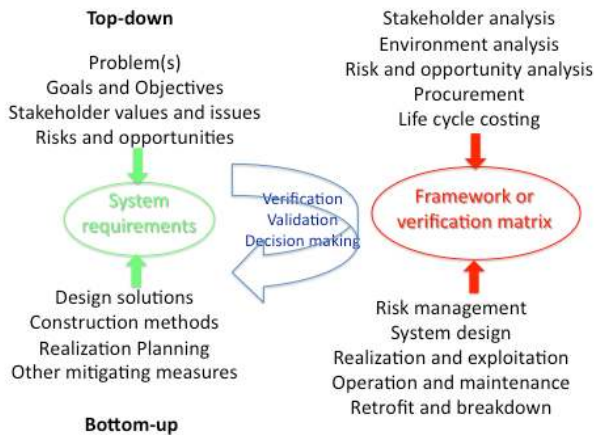 Top-down
Problem(s)
Goals and Objectives
Stakeholder values and issues
Risks and opportunities
System
requirements
Design solutions
Construction methods
Realization Planning
Other mitigating measures
Bottom-up
Verification
Validation
Decision making
Stakeholder analysis
Environment analysis
Risk and opportunity analysis
Procurement
Life cycle costing
Framework or
verification matrix
Risk management
System design
Realization and exploitation
Operation and maintenance
Retrofit and breakdown